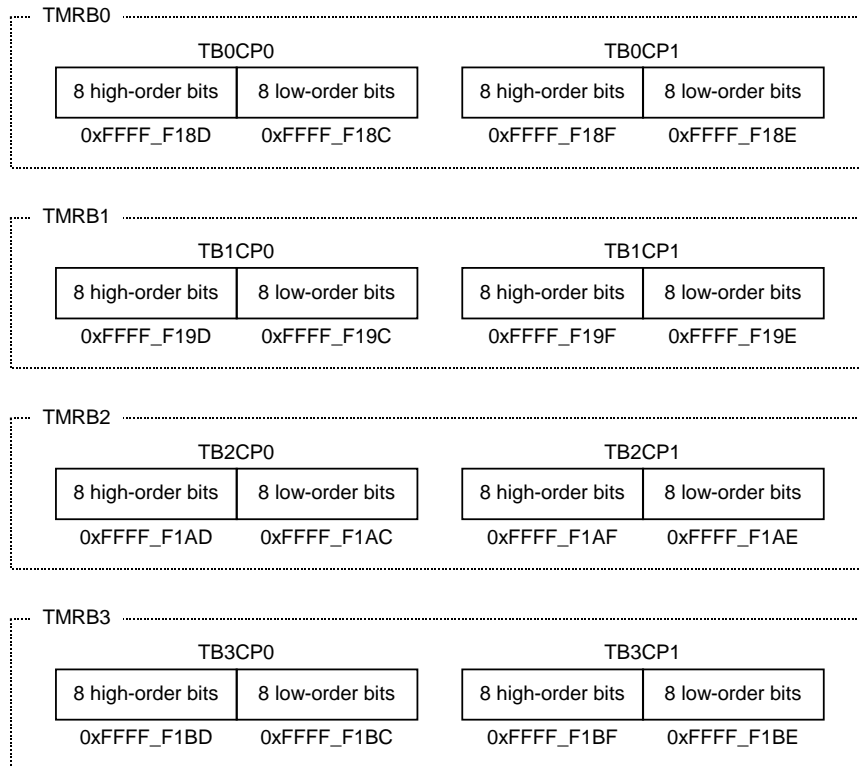 TMRB0
TB0CP0 TB0CP1
8 high-order bits 8 low-order bits 8 high-order bits 8 low-order bits
0xFFFF_F18D 0xFFFF_F18C 0xFFFF_F18F 0xFFFF_F18E
TMRB1
TB1CP0 TB1CP1
8 high-order bits 8 low-order bits 8 high-order bits 8 low-order bits
0xFFFF_F19D 0xFFFF_F19C 0xFFFF_F19F 0xFFFF_F19E
TMRB2
TB2CP0 TB2CP1
8 high-order bits 8 low-order bits 8 high-order bits 8 low-order bits
0xFFFF_F1AD 0xFFFF_F1AC 0xFFFF_F1AF 0xFFFF_F1AE
TMRB3
TB3CP0 TB3CP1
8 high-order bits 8 low-order bits 8 high-order bits 8 low-order bits
0xFFFF_F1BD 0xFFFF_F1BC 0xFFFF_F1BF 0xFFFF_F1BE